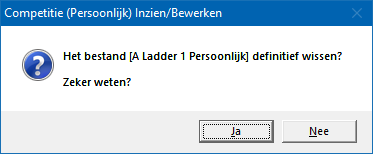 Competitie (Persoonlijk) Inzien/Bewerken
Het bestand [A Ladder 1 Persoonlijk] definitief wissen?
Zeker weten?
Ja
Nee